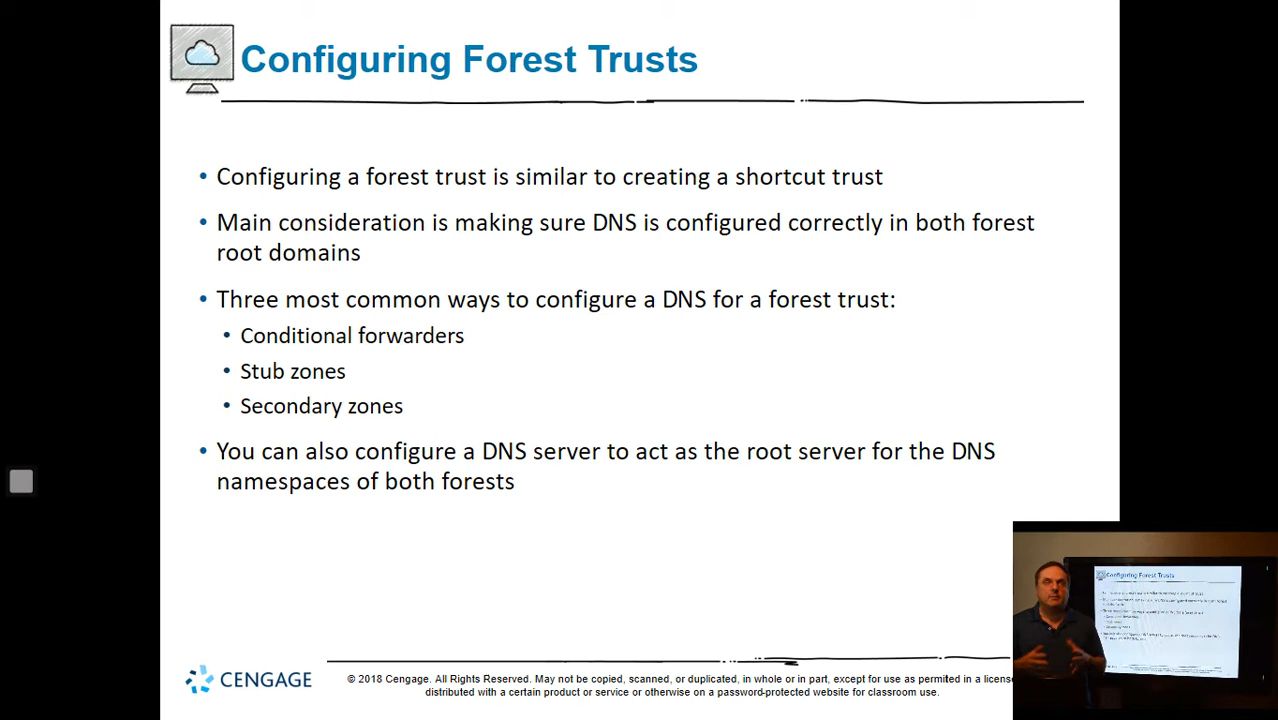 Configuring Forest Trusts
• Configuring a forest trust is similar to creating a shortcut trust
• Main consideration is making sure DNS is configured correctly in both forest
root domains
• Three most common ways to configure a DNS for a forest trust:
• Conditional forwarders
• Stub zones
• Secondary zones
• You can also configure a DNS server to act as the root server for the DNS
namespaces of both forests
CENGAGE
© 2018 Cengage. All Rights Reserved. May not be copied, scanned, or duplicated, in whole or in part, except for use as permitted in a license
distributed with a certain product or service or otherwise on a password-protected website for classroom use.
Configuring Forest Trusts